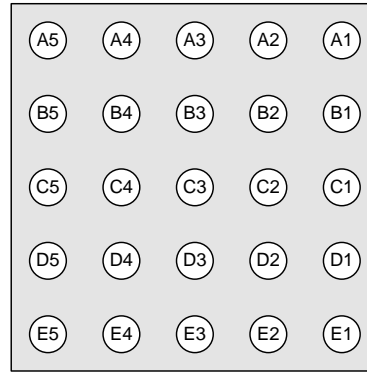 A5 A4 A3 A2 A1
B5 B4 B3 B2 B1
C5 C4 C3 C2 C1
D5 D4 D3 D2 D1
E5 E4 E3 E2 E1